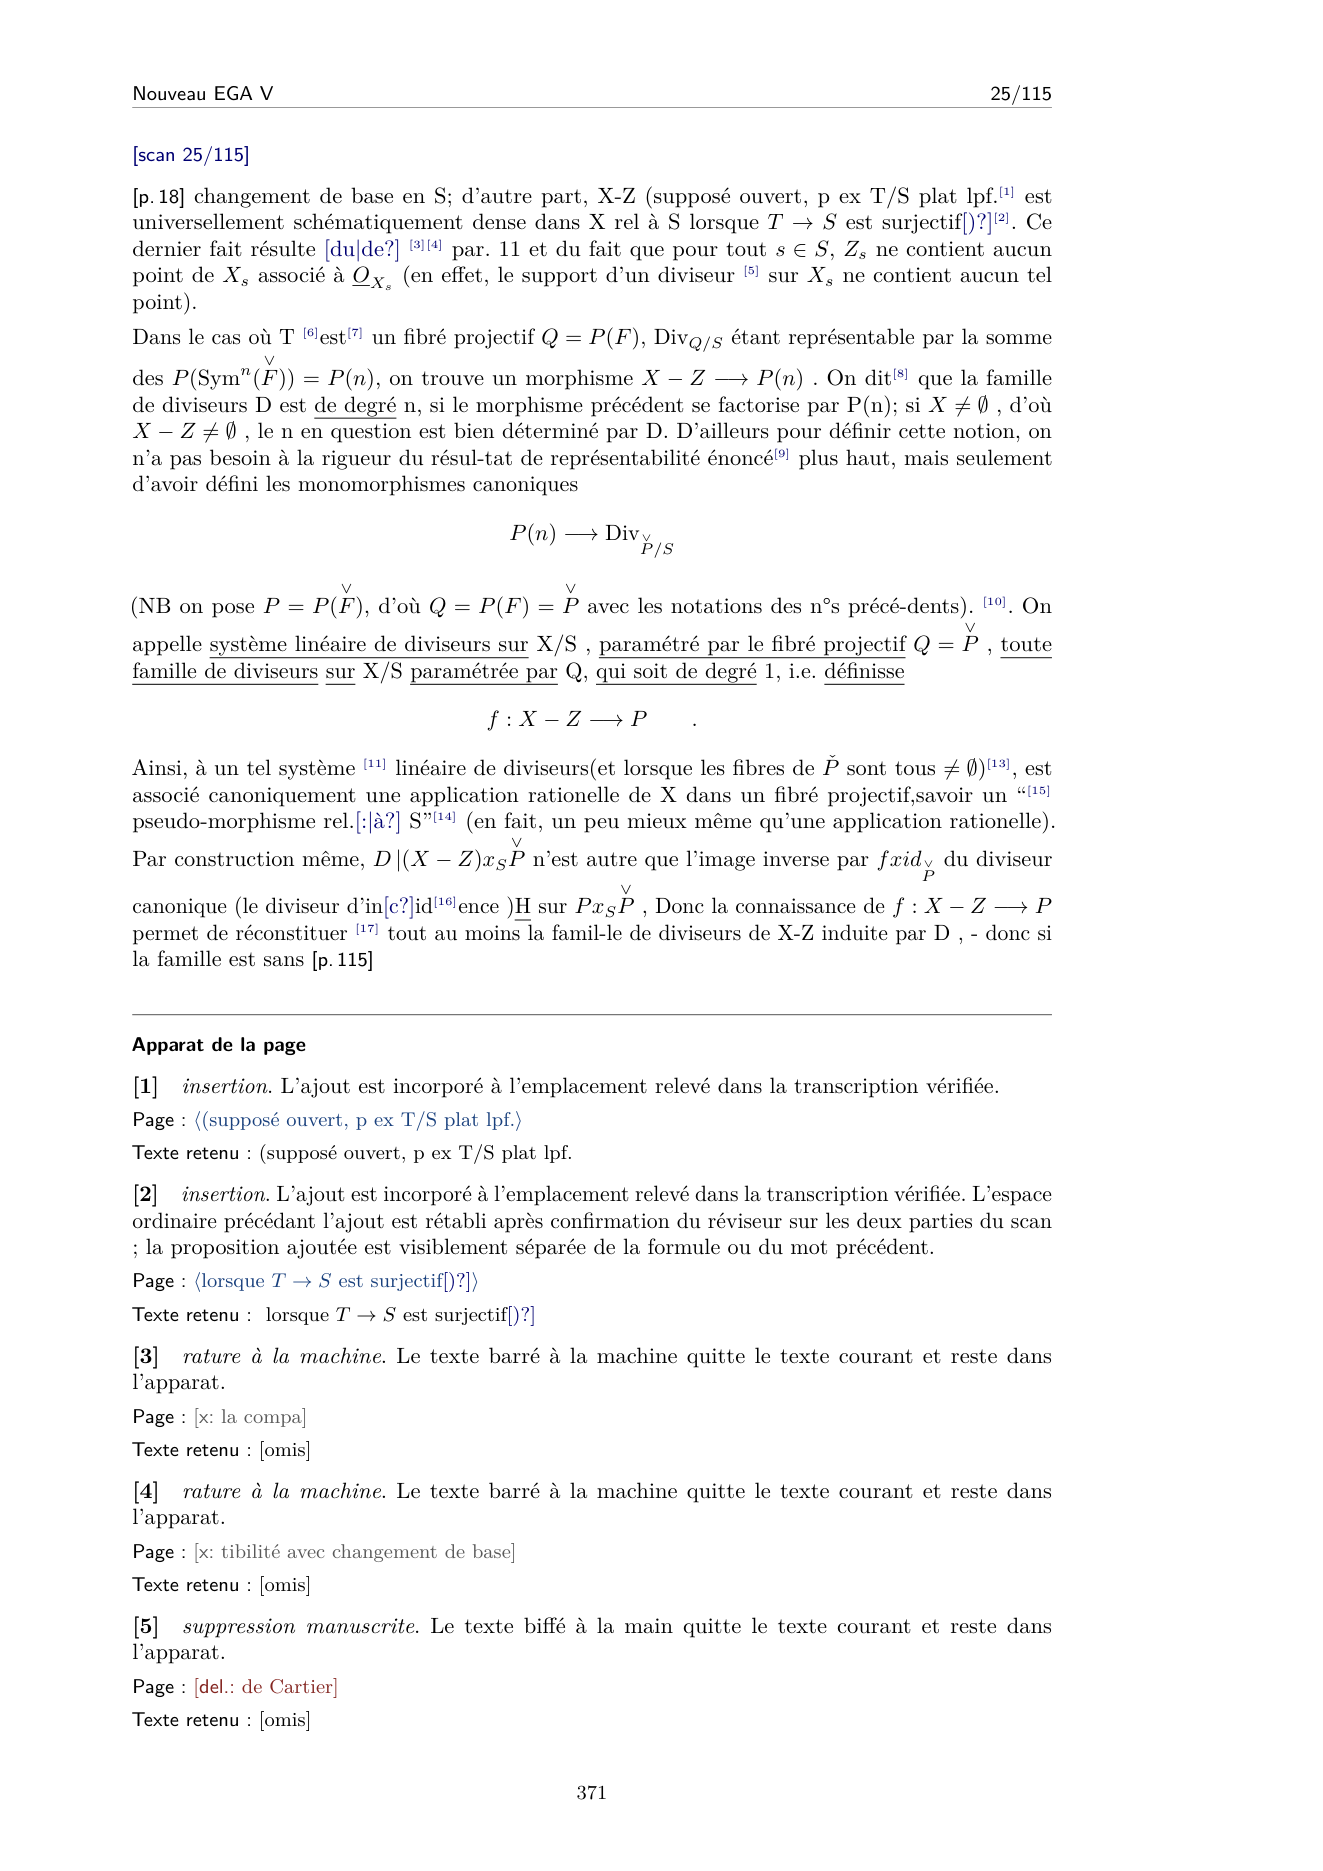 Nouveau EGA V 25/115
[scan 25/115]
[p. 18] changement de base en S; d'autre part, X-Z (supposé ouvert, p ex T/S plat lpf.[1] est
universellement schématiquement dense dans X rel à S lorsque T → S est surjectif[)?][2]. Ce
dernier fait résulte [du|de?] [3][4] par. 11 et du fait que pour tout s ∈ S, Z_s ne contient aucun
point de X_s associé à O_{X_s} (en effet, le support d'un diviseur [5] sur X_s ne contient aucun tel
point).
Dans le cas où T [6]est[7] un fibré projectif Q = P(F), Div_{Q/S} étant représentable par la somme
des P(Sym^n(F̌)) = P(n), on trouve un morphisme X − Z ⟶ P(n) . On dit[8] que la famille
de diviseurs D est de degré n, si le morphisme précédent se factorise par P(n); si X ≠ ∅ , d'où
X − Z ≠ ∅ , le n en question est bien déterminé par D. D'ailleurs pour définir cette notion, on
n'a pas besoin à la rigueur du résul-tat de représentabilité énoncé[9] plus haut, mais seulement
d'avoir défini les monomorphismes canoniques
P(n) ⟶ Div_{P̌/S}
(NB on pose P = P(F̌), d'où Q = P(F) = P̌ avec les notations des n°s précé-dents). [10]. On
appelle système linéaire de diviseurs sur X/S , paramétré par le fibré projectif Q = P̌ , toute
famille de diviseurs sur X/S paramétrée par Q, qui soit de degré 1, i.e. définisse
f : X − Z ⟶ P .
Ainsi, à un tel système [11] linéaire de diviseurs(et lorsque les fibres de P̌ sont tous ≠ ∅)[13], est
associé canoniquement une application rationelle de X dans un fibré projectif,savoir un “[15]
pseudo-morphisme rel.[:|à?] S”[14] (en fait, un peu mieux même qu'une application rationelle).
Par construction même, D |(X − Z)x_S P̌ n'est autre que l'image inverse par fxid_{P̌} du diviseur
canonique (le diviseur d'in[c?]id[16]ence )H sur Px_S P̌ , Donc la connaissance de f : X − Z ⟶ P
permet de réconstituer [17] tout au moins la famil-le de diviseurs de X-Z induite par D , - donc si
la famille est sans [p. 115]
Apparat de la page
[1] insertion. L'ajout est incorporé à l'emplacement relevé dans la transcription vérifiée.
Page : ⟨(supposé ouvert, p ex T/S plat lpf.⟩
Texte retenu : (supposé ouvert, p ex T/S plat lpf.
[2] insertion. L'ajout est incorporé à l'emplacement relevé dans la transcription vérifiée. L'espace
ordinaire précédant l'ajout est rétabli après confirmation du réviseur sur les deux parties du scan
; la proposition ajoutée est visiblement séparée de la formule ou du mot précédent.
Page : ⟨lorsque T → S est surjectif[)?]⟩
Texte retenu : lorsque T → S est surjectif[)?]
[3] rature à la machine. Le texte barré à la machine quitte le texte courant et reste dans
l'apparat.
Page : [x: la compa]
Texte retenu : [omis]
[4] rature à la machine. Le texte barré à la machine quitte le texte courant et reste dans
l'apparat.
Page : [x: tibilité avec changement de base]
Texte retenu : [omis]
[5] suppression manuscrite. Le texte biffé à la main quitte le texte courant et reste dans
l'apparat.
Page : [del.: de Cartier]
Texte retenu : [omis]
371